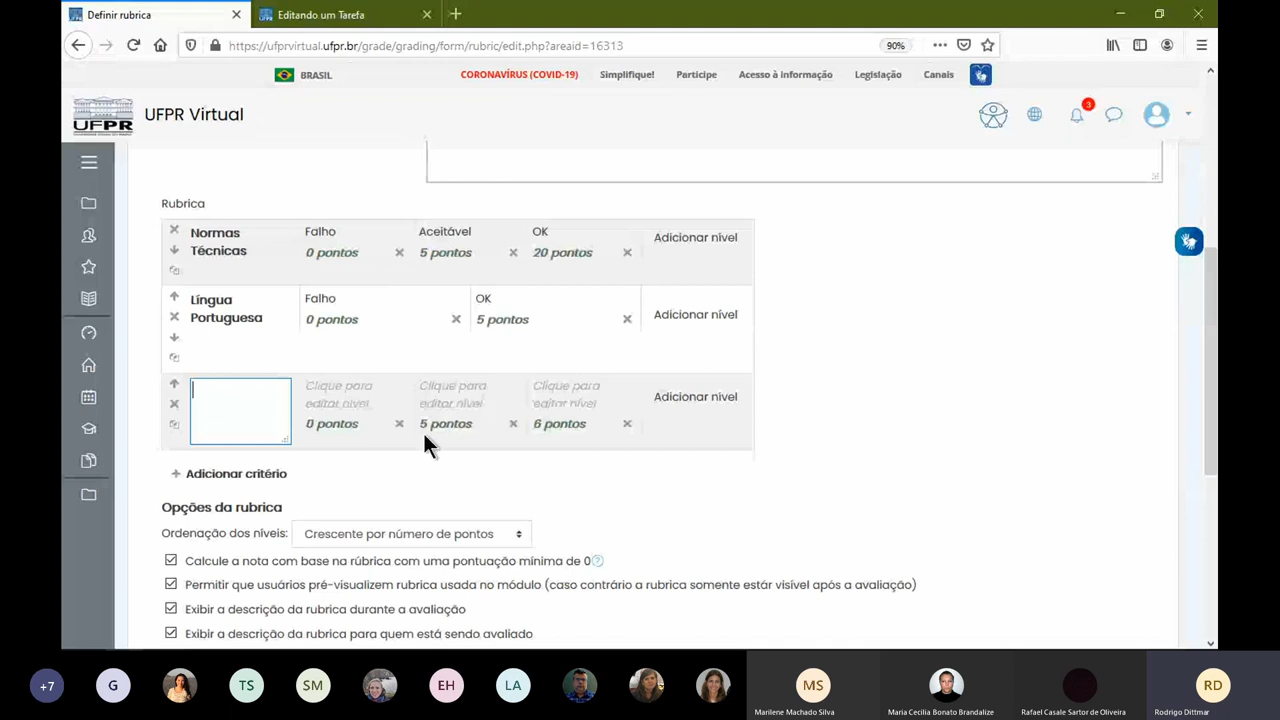 Definir rubrica
Editando um Tarefa
https://ufprvirtual.ufpr.br/grade/grading/form/rubric/edit.php?areaid=16313
90%
BRASIL
CORONAVÍRUS (COVID-19)
Simplifique!
Participe
Acesso à informação
Legislação
Canais
UFPR
UFPR Virtual
3
Rubrica
Normas
Técnicas
Falho
0 pontos
Aceitável
5 pontos
OK
20 pontos
Adicionar nível
Língua
Portuguesa
Falho
0 pontos
OK
5 pontos
Adicionar nível
Clique para
editar nível
0 pontos
Clique para
editar nível
5 pontos
Clique para
editar nível
6 pontos
Adicionar nível
+ Adicionar critério
Opções da rubrica
Ordenação dos níveis: Crescente por número de pontos
Calcule a nota com base na rúbrica com uma pontuação mínima de 0
Permitir que usuários pré-visualizem rubrica usada no módulo (caso contrário a rubrica somente estár visível após a avaliação)
Exibir a descrição da rubrica durante a avaliação
Exibir a descrição da rubrica para quem está sendo avaliado
+7
G
TS
SM
EH
LA
MS
Marilene Machado Silva
Maria Cecilia Bonato Brandalize
Rafael Casale Sartor de Oliveira
RD
Rodrigo Dittmar